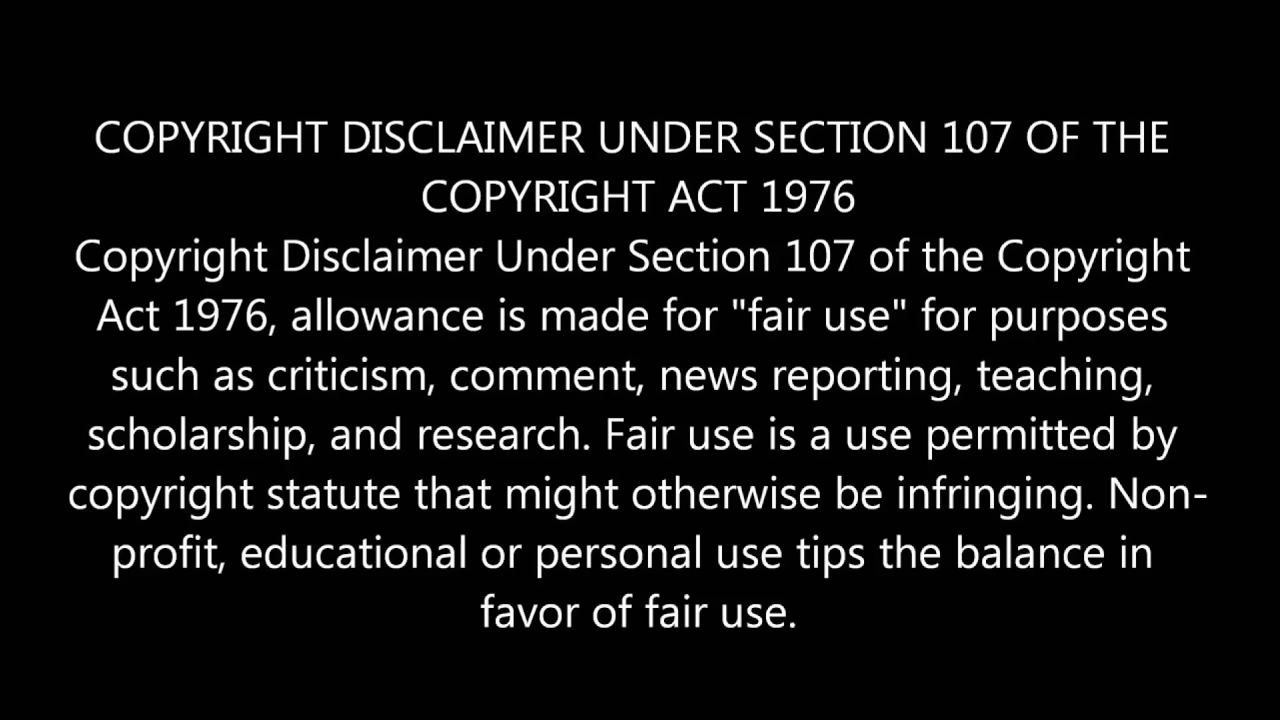 COPYRIGHT DISCLAIMER UNDER SECTION 107 OF THE
COPYRIGHT ACT 1976
Copyright Disclaimer Under Section 107 of the Copyright
Act 1976, allowance is made for "fair use" for purposes
such as criticism, comment, news reporting, teaching,
scholarship, and research. Fair use is a use permitted by
copyright statute that might otherwise be infringing. Non-
profit, educational or personal use tips the balance in
favor of fair use.